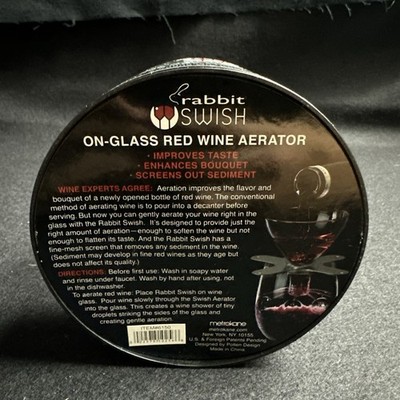 rabbit
SWISH
ON-GLASS RED WINE AERATOR
• IMPROVES TASTE
• ENHANCES BOUQUET
• SCREENS OUT SEDIMENT
WINE EXPERTS AGREE: Aeration improves the flavor and
bouquet of a newly opened bottle of red wine. The conventional
method of aerating wine is to pour into a decanter before
serving. But now you can gently aerate your wine right in the
glass with the Rabbit Swish. It's designed to provide just the
right amount of aeration—enough to soften the wine but not
enough to flatten its taste. And the Rabbit Swish has a
fine-mesh screen that removes any sediment in the wine.
(Sediment may develop in fine red wines as they age but
does not affect its quality.)
DIRECTIONS: Before first use: Wash in soapy water
and rinse under faucet. Wash by hand after using, not
in the dishwasher.
To aerate red wine: Place Rabbit Swish on wine
glass. Pour wine slowly through the Swish Aerator
into the glass. This creates a wine shower of tiny
droplets striking the sides of the glass and
creating gentle aeration.
ITEM#6150
metrokane
metrokane.com
New York, NY 10155
U.S. & Foreign Patents Pending
Designed by Pollen Design
Made in China